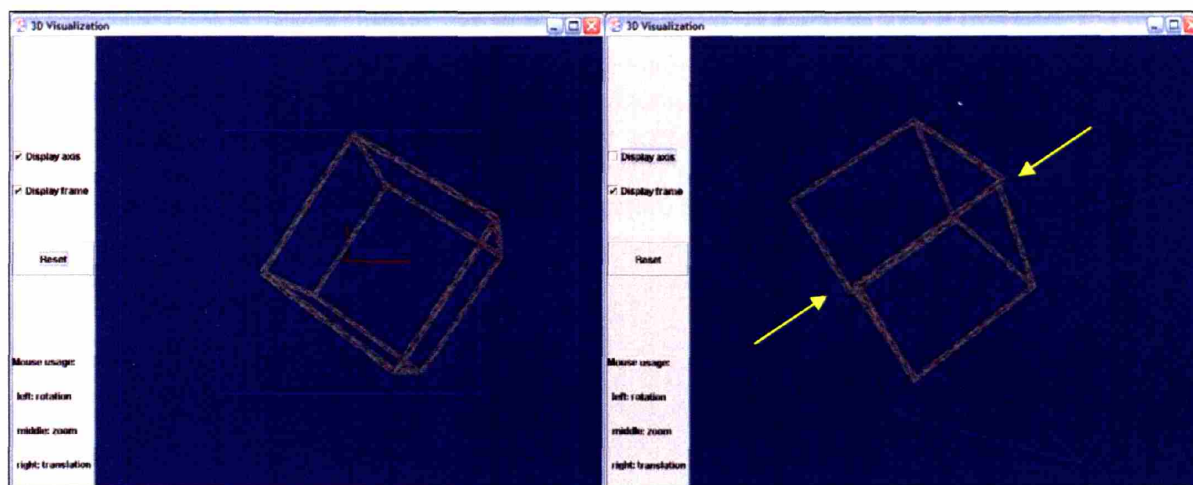 3D Visualization
Display axis
Display frame
Reset
Mouse usage:
left: rotation
middle: zoom
right: translation
3D Visualization
Display axis
Display frame
Reset
Mouse usage:
left: rotation
middle: zoom
right: translation